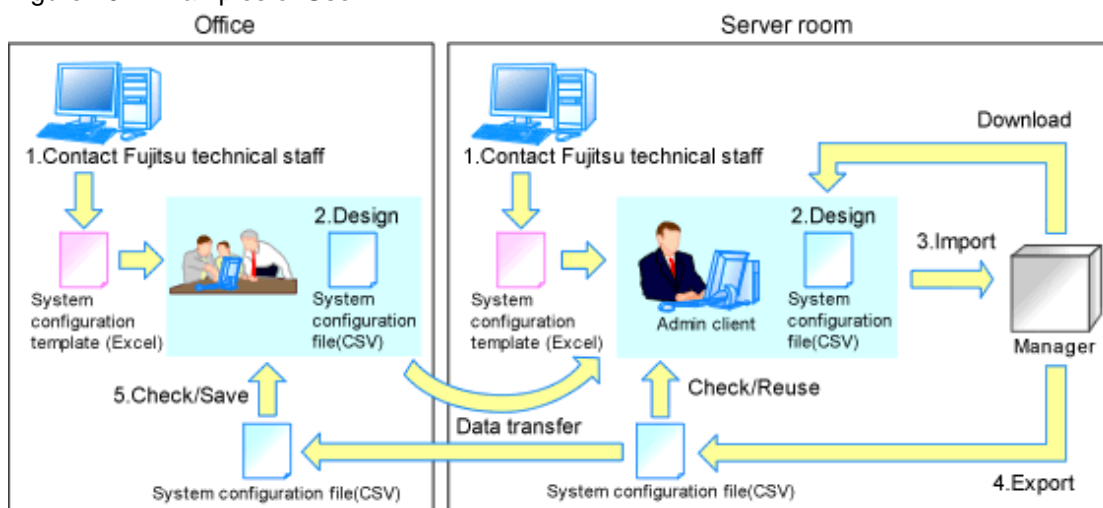 Office
Server room
1.Contact Fujitsu technical staff
2.Design
System
configuration
template (Excel)
System
configuration
file(CSV)
5.Check/Save
System configuration file(CSV)
Data transfer
1.Contact Fujitsu technical staff
Download
2.Design
3.Import
System
configuration
template (Excel)
Admin client
System
configuration
file(CSV)
Manager
Check/Reuse
System configuration file(CSV)
4.Export